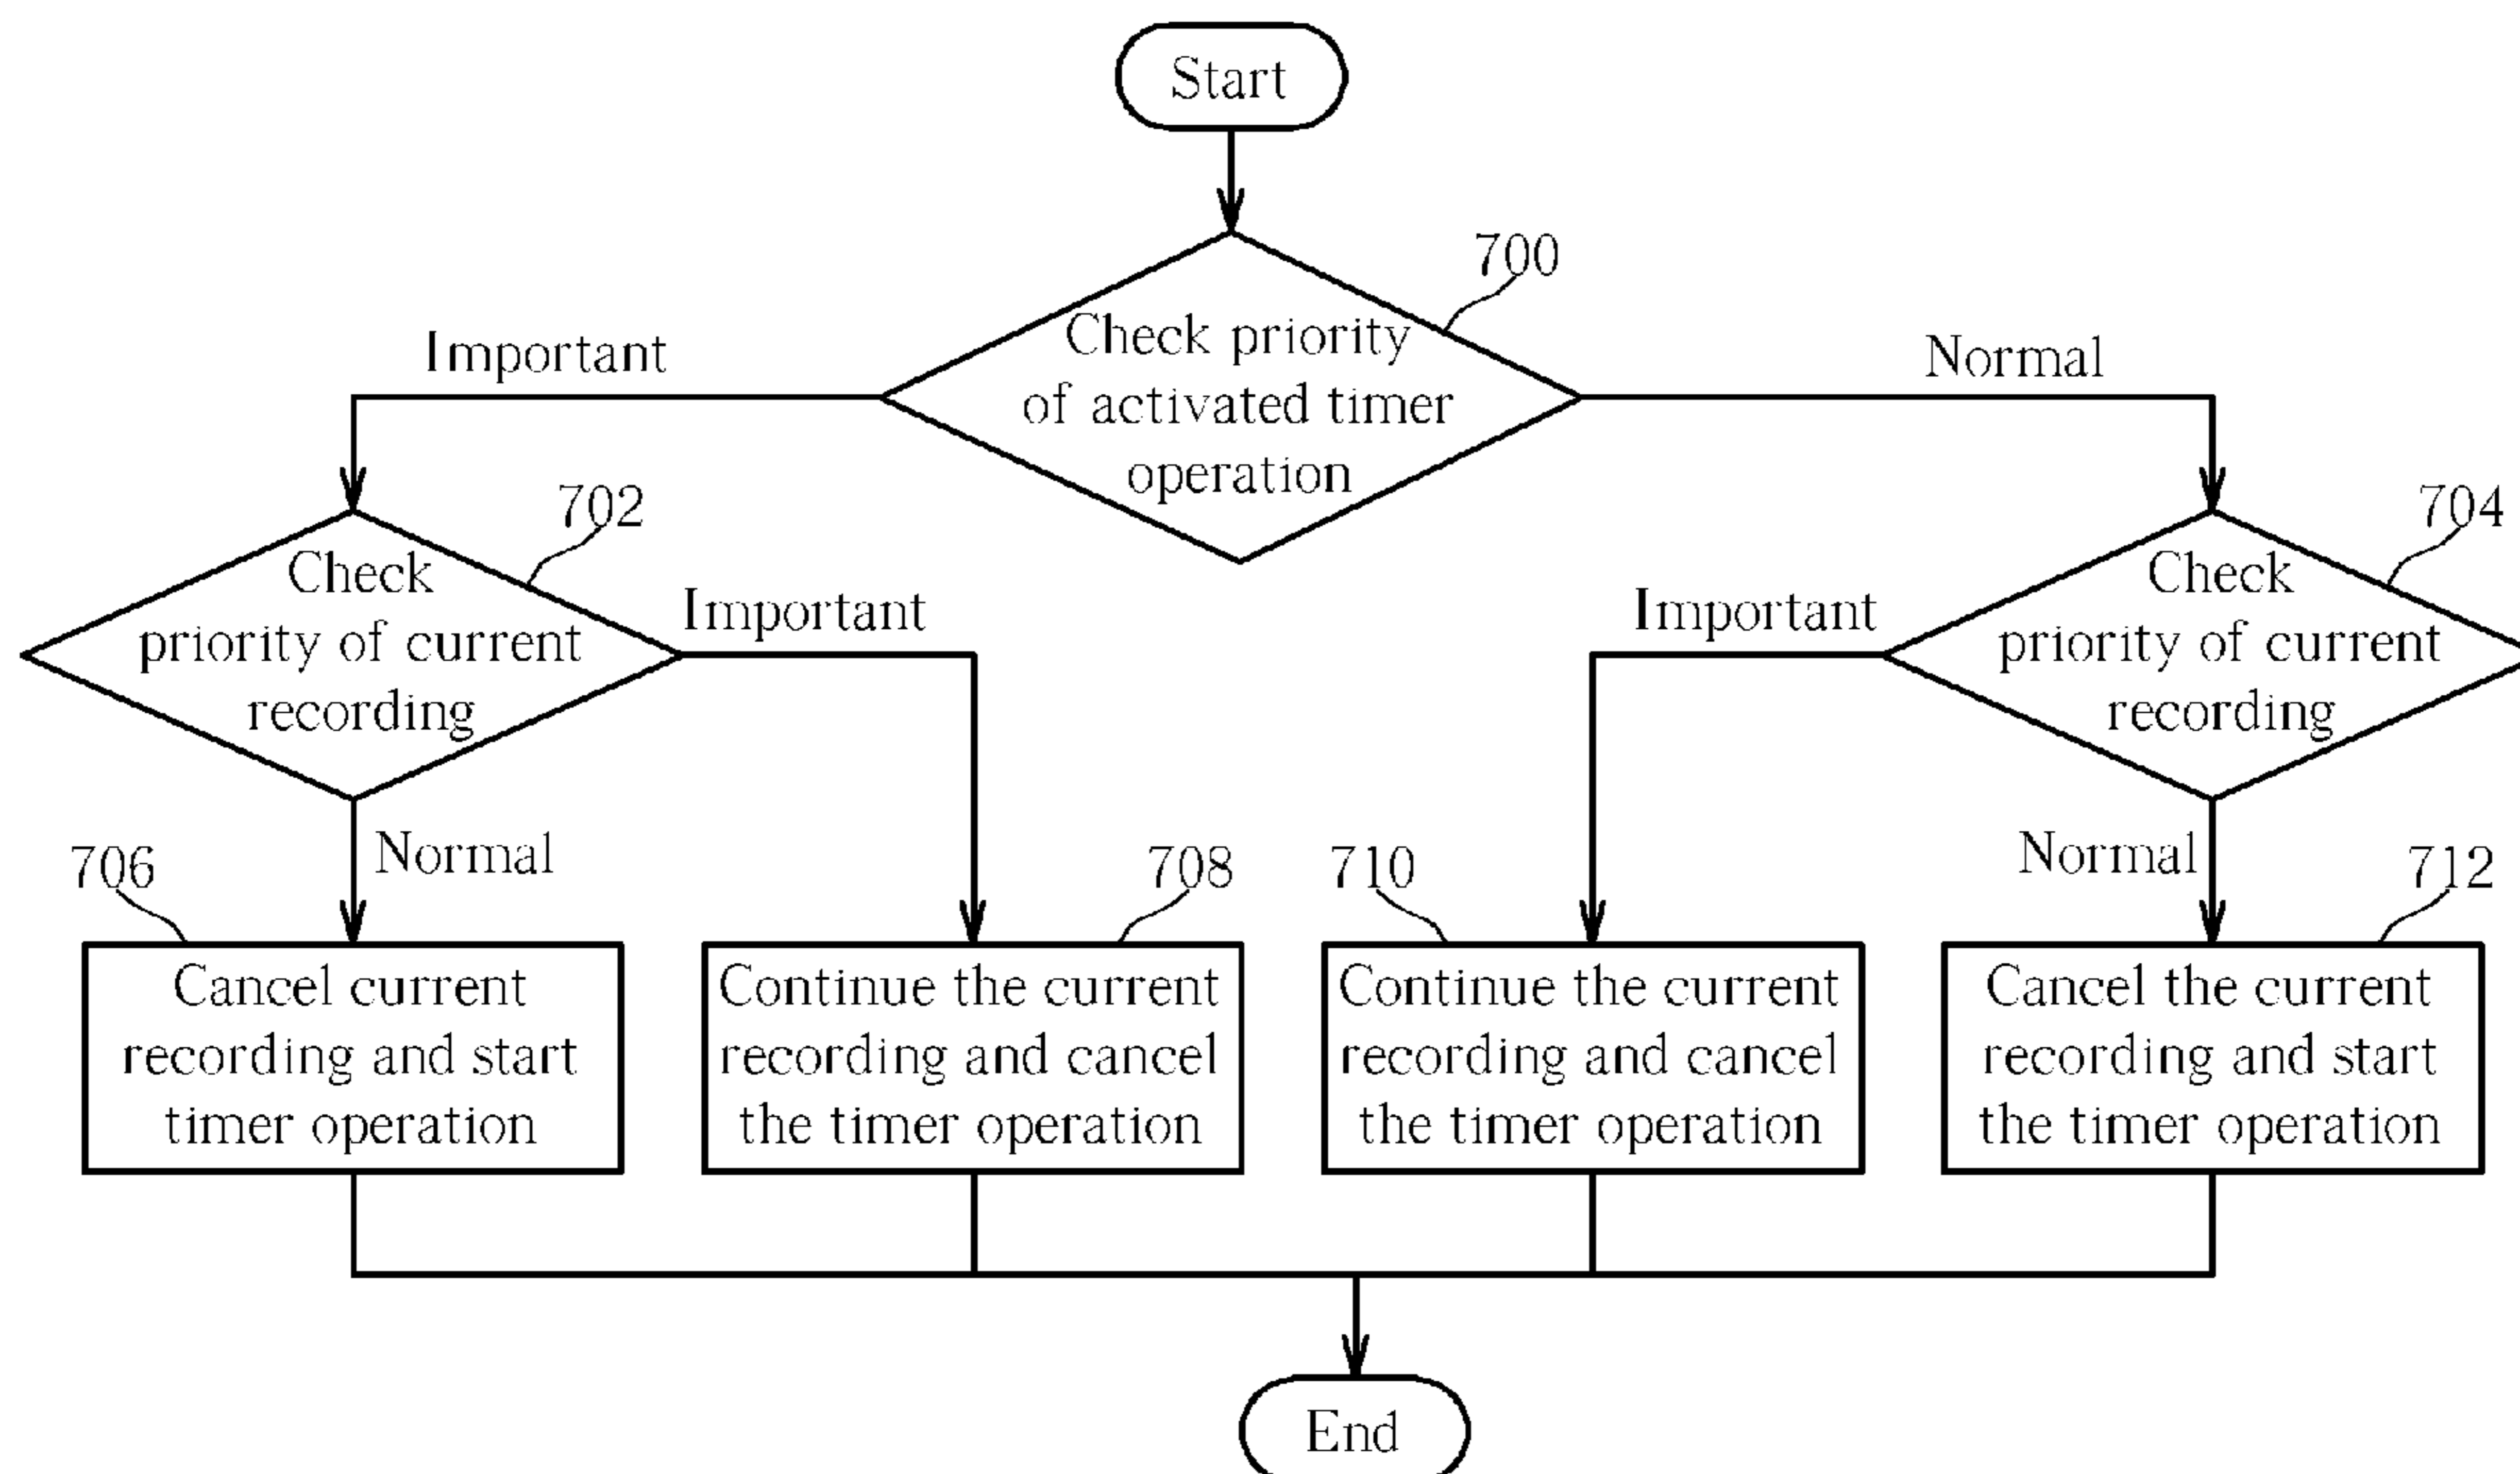 Start
700
Check priority
of activated timer
operation
Important
Normal
702
Check
priority of current
recording
Important
Normal
704
Check
priority of current
recording
Important
Normal
706
Cancel current
recording and start
timer operation
708
Continue the current
recording and cancel
the timer operation
710
Continue the current
recording and cancel
the timer operation
712
Cancel the current
recording and start
the timer operation
End